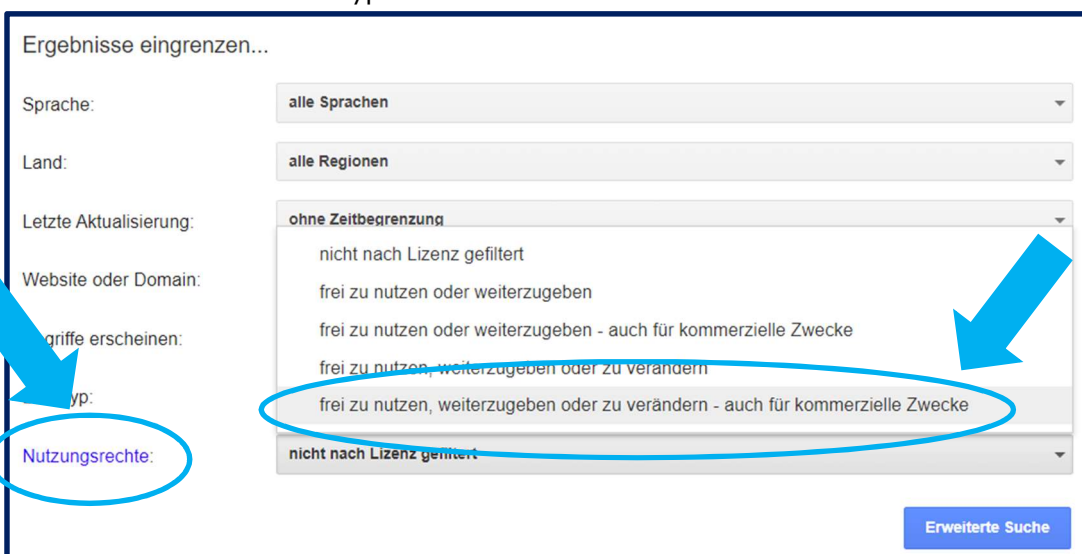 Ergebnisse eingrenzen...
Sprache: alle Sprachen
Land: alle Regionen
Letzte Aktualisierung: ohne Zeitbegrenzung
nicht nach Lizenz gefiltert
Website oder Domain:
frei zu nutzen oder weiterzugeben
frei zu nutzen oder weiterzugeben - auch für kommerzielle Zwecke
erscheinen:
frei zu nutzen, weiterzugeben oder zu verändern
frei zu nutzen, weiterzugeben oder zu verändern - auch für kommerzielle Zwecke
Nutzungsrechte: nicht nach Lizenz gefiltert
Erweiterte Suche